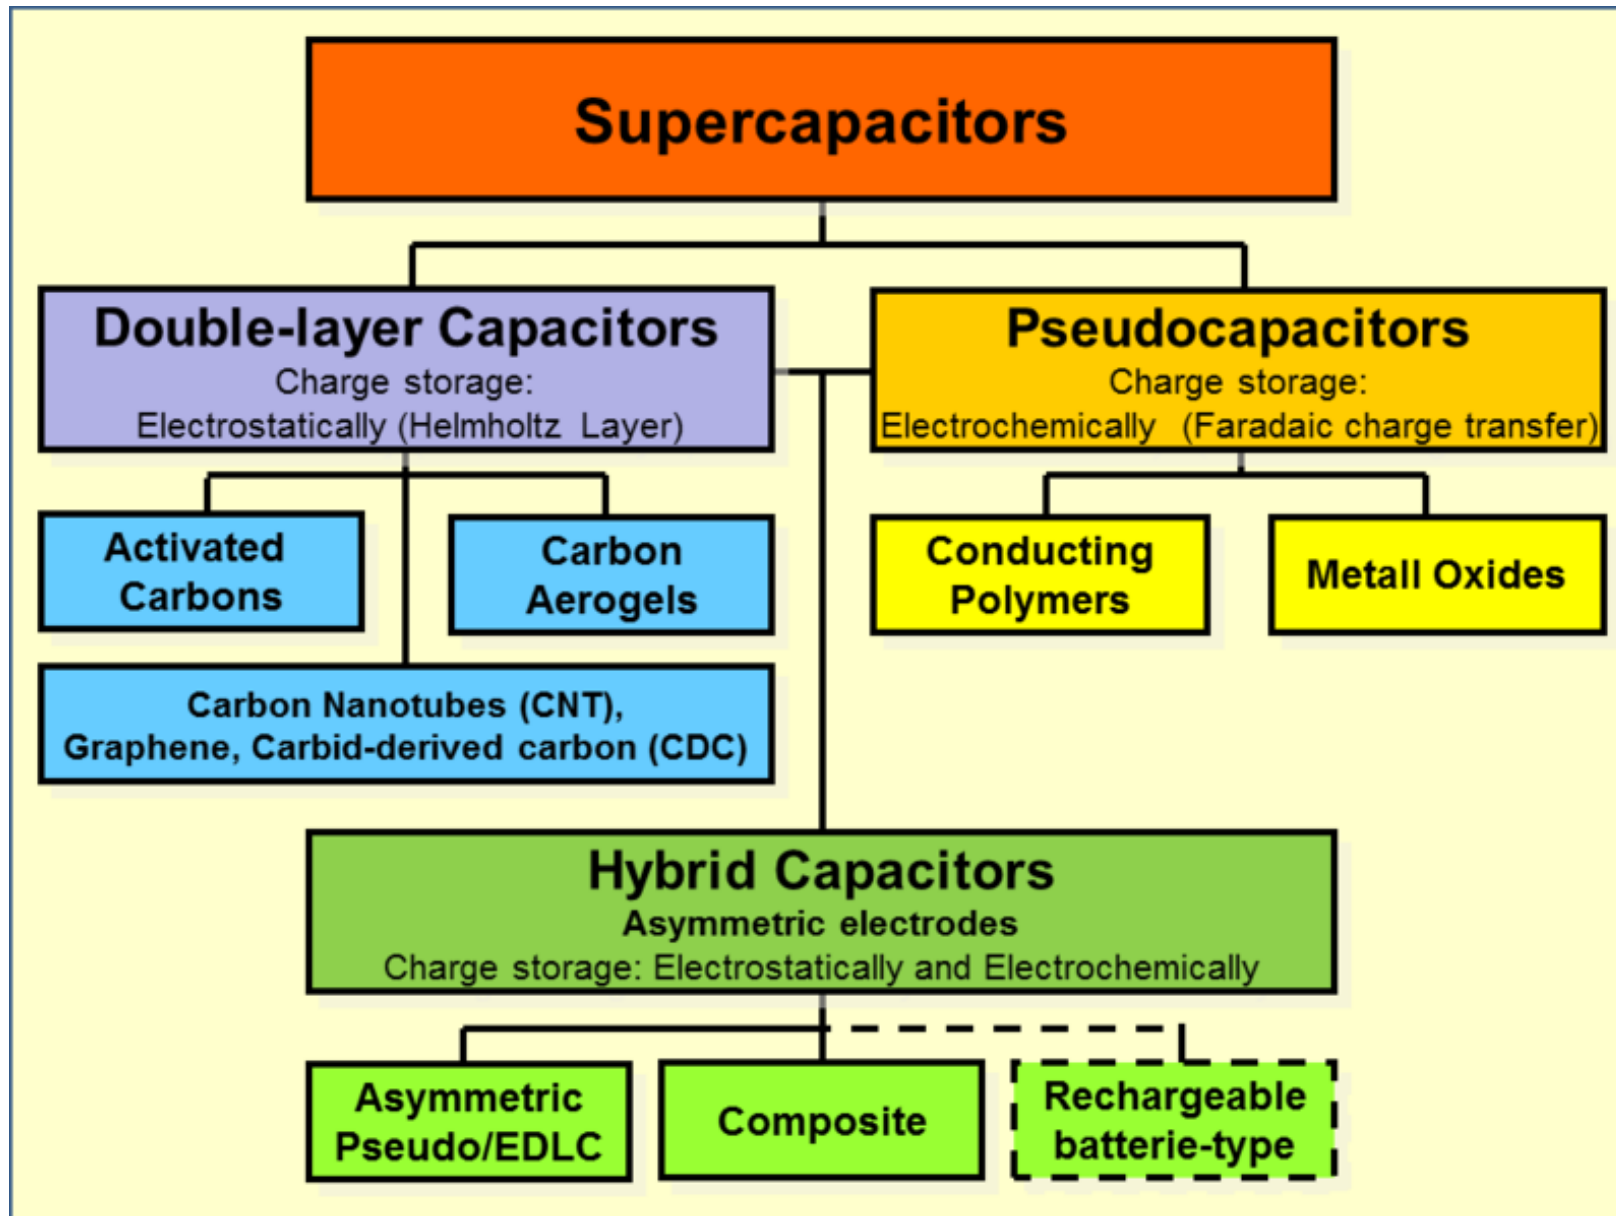 Supercapacitors
Double-layer Capacitors
Charge storage:
Electrostatically (Helmholtz Layer)
Pseudocapacitors
Charge storage:
Electrochemically (Faradaic charge transfer)
Activated
Carbons
Carbon
Aerogels
Conducting
Polymers
Metall Oxides
Carbon Nanotubes (CNT),
Graphene, Carbid-derived carbon (CDC)
Hybrid Capacitors
Asymmetric electrodes
Charge storage: Electrostatically and Electrochemically
Asymmetric
Pseudo/EDLC
Composite
Rechargeable
batterie-type